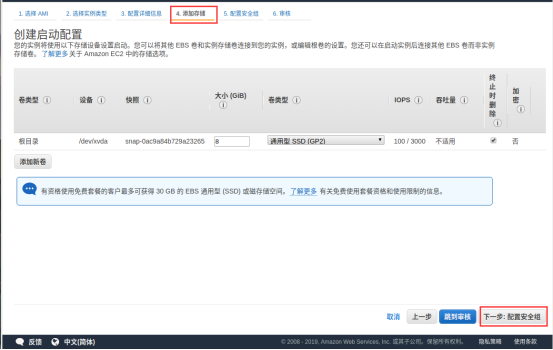 1. 选择 AMI 2. 选择实例类型 3. 配置详细信息 4. 添加存储 5. 配置安全组 6. 审核
创建启动配置
您的实例将使用以下存储设备设置启动。您可以将其他 EBS 卷和实例存储卷连接到您的实例，或编辑根卷的设置。您还可以在启动实例后连接其他 EBS 卷而非实例
存储卷。 了解更多 关于 Amazon EC2 中的存储选项。
卷类型 设备 快照 大小 (GiB) 卷类型 IOPS 吞吐量 终止时删除 加密
根目录 /dev/xvda snap-0ac9a84b729a23265 8 通用型 SSD (GP2) 100 / 3000 不适用 否
添加新卷
有资格使用免费套餐的客户最多可获得 30 GB 的 EBS 通用型 (SSD) 或磁存储空间。 了解更多 有关免费使用套餐资格和使用限制的信息。
取消 上一步 跳到审核 下一步: 配置安全组
反馈 中文(简体) © 2008 - 2019, Amazon Web Services, Inc. 或其子公司。保留所有权利。 隐私策略 使用条款